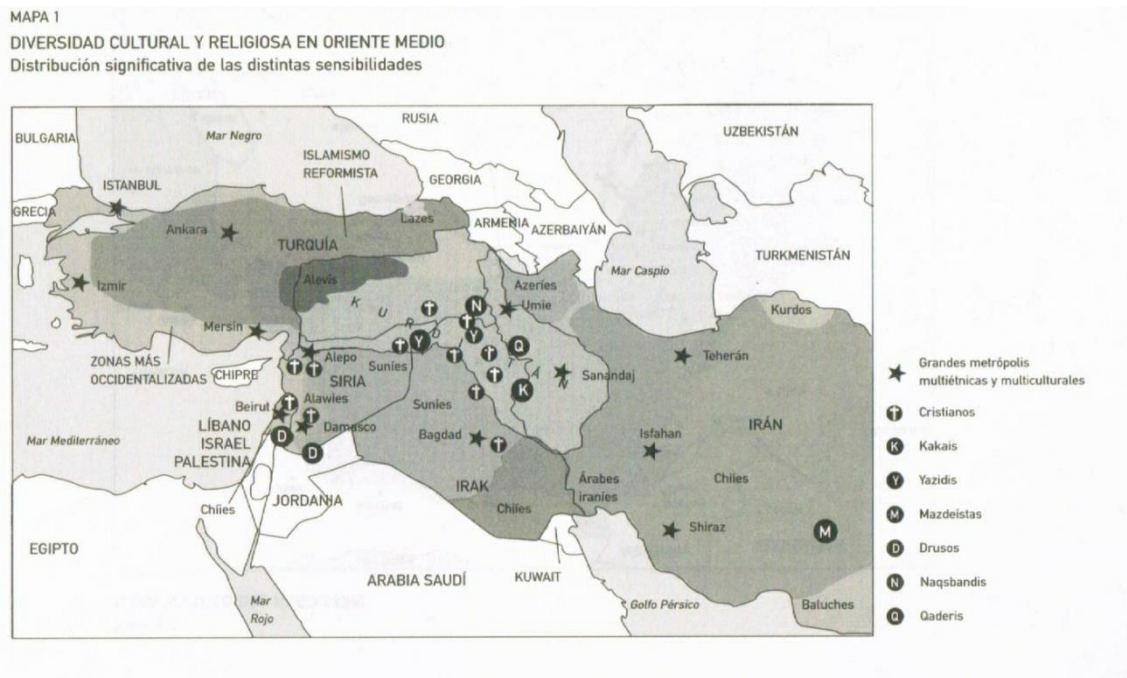 MAPA 1
DIVERSIDAD CULTURAL Y RELIGIOSA EN ORIENTE MEDIO
Distribución significativa de las distintas sensibilidades
BULGARIA
Mar Negro
RUSIA
UZBEKISTÁN
ISLAMISMO
REFORMISTA
GEORGIA
ISTANBUL
GRECIA
Lazes
ARMENIA
AZERBAIYÁN
Ankara
TURQUÍA
TURKMENISTÁN
Mar Caspio
Izmir
Alevis
Azeríes
Umie
Kurdos
K U R D I S T A N
N
Mersin
Y
Y
Q
ZONAS MÁS
OCCIDENTALIZADAS
CHIPRE
Alepo
Suníes
SIRIA
Teherán
Sanandaj
K
Beirut
Alawies
Suníes
LÍBANO
ISRAEL
PALESTINA
Damasco
D
D
Bagdad
Isfahan
IRÁN
Mar Mediterráneo
JORDANIA
IRAK
Árabes
iraníes
Chiíes
Chiíes
Chiíes
Shiraz
M
EGIPTO
ARABIA SAUDÍ
KUWAIT
Mar
Rojo
Golfo Pérsico
Baluches
Grandes metrópolis
multiétnicas y multiculturales
Cristianos
K Kakais
Y Yazidis
M Mazdeistas
D Drusos
N Naqsbandis
Q Qaderis